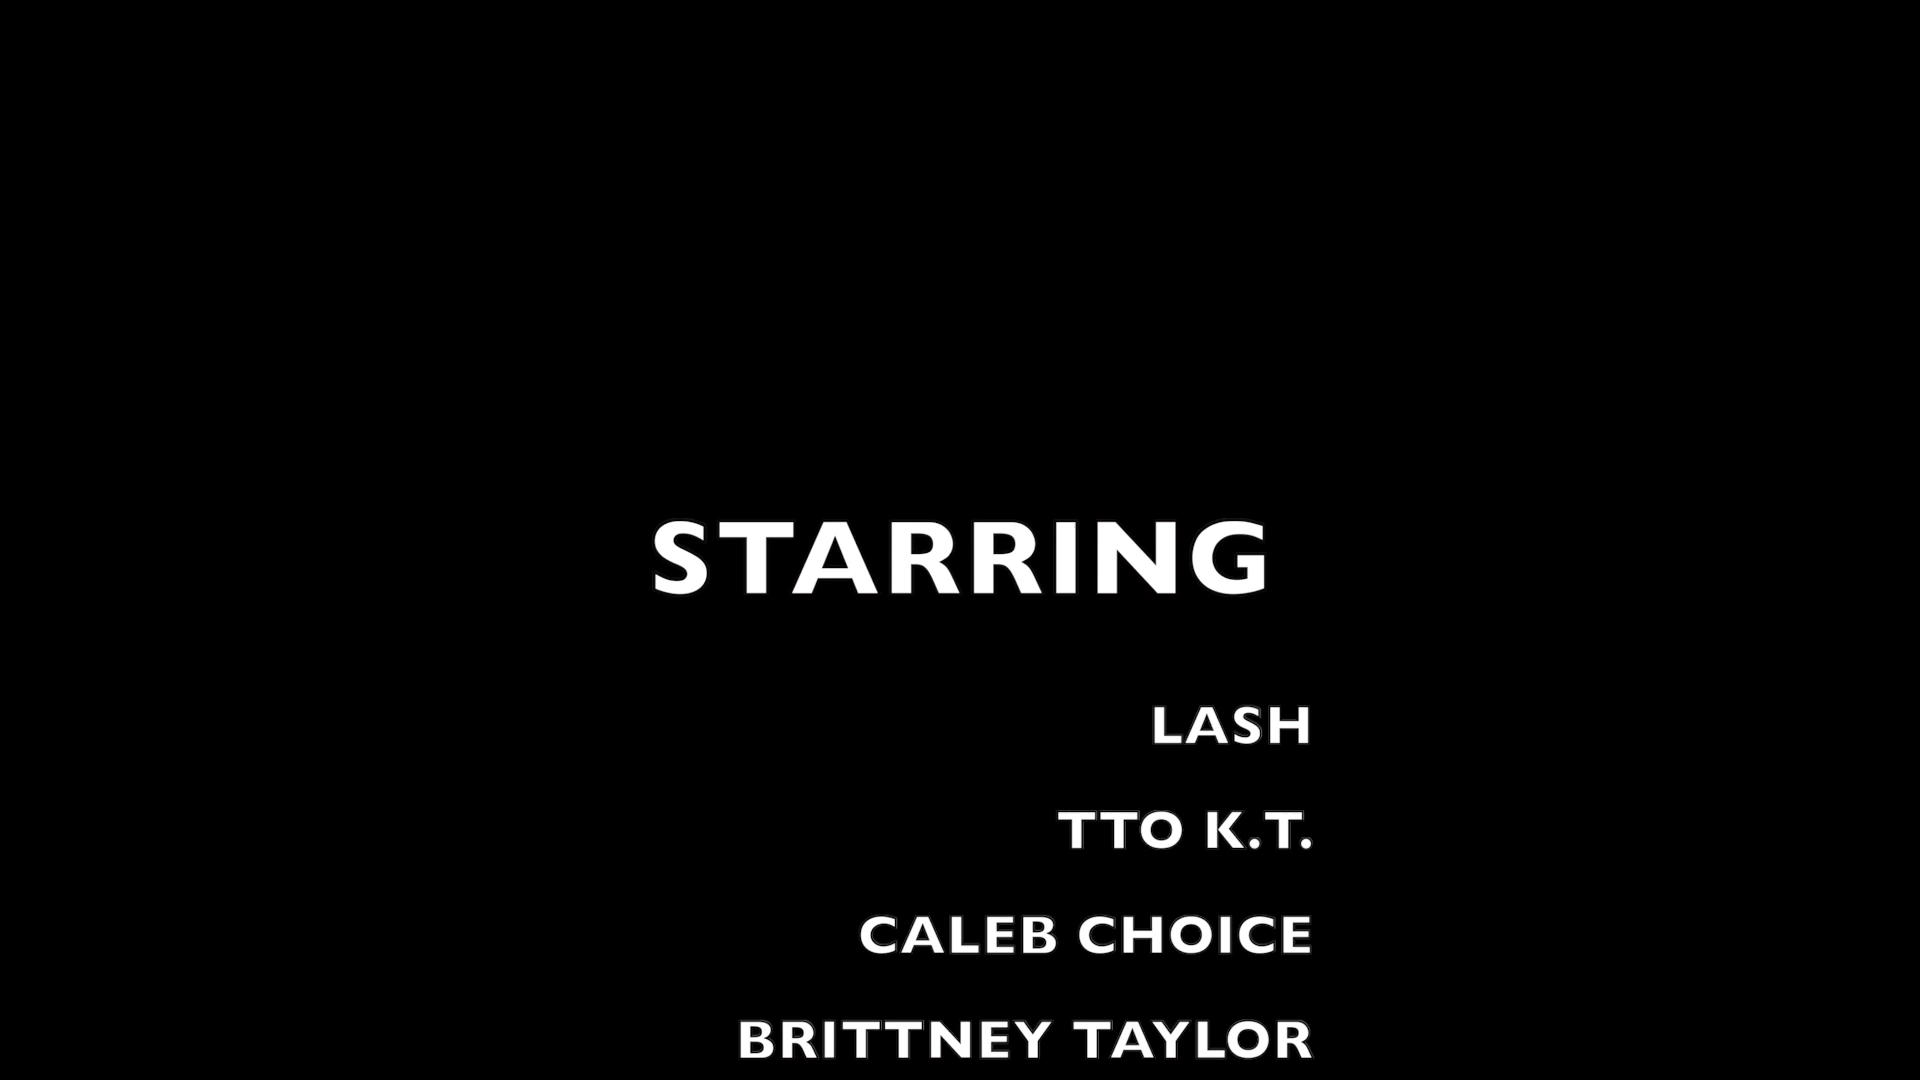 STARRING
LASH
TTO K.T.
CALEB CHOICE
BRITTNEY TAYLOR